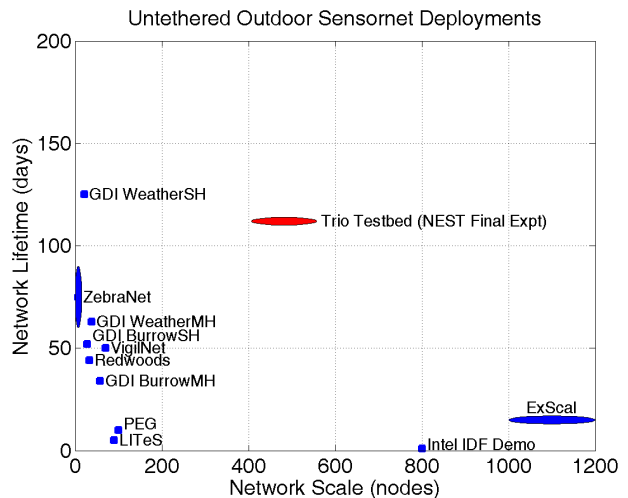 Untethered Outdoor Sensornet Deployments
200
150
100
50
0
Network Lifetime (days)
GDI WeatherSH
Trio Testbed (NEST Final Expt)
ZebraNet
GDI WeatherMH
GDI BurrowSH
VigilNet
Redwoods
GDI BurrowMH
ExScal
PEG
LITeS
Intel IDF Demo
0 200 400 600 800 1000 1200
Network Scale (nodes)